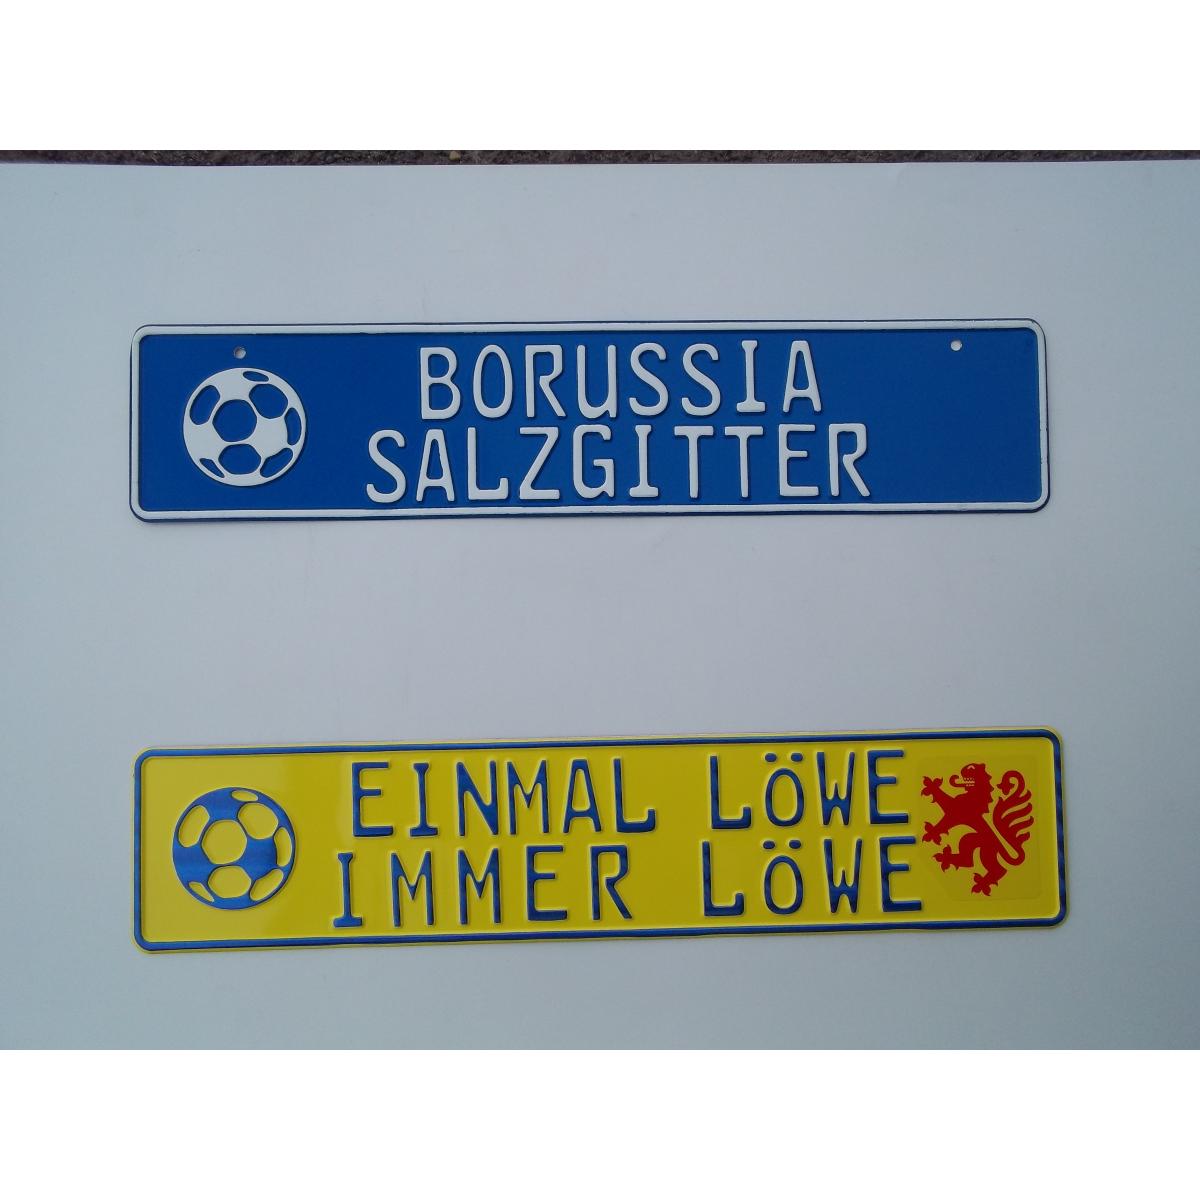 BORUSSIA
SALZGITTER
EINMAL LÖWE
IMMER LÖWE